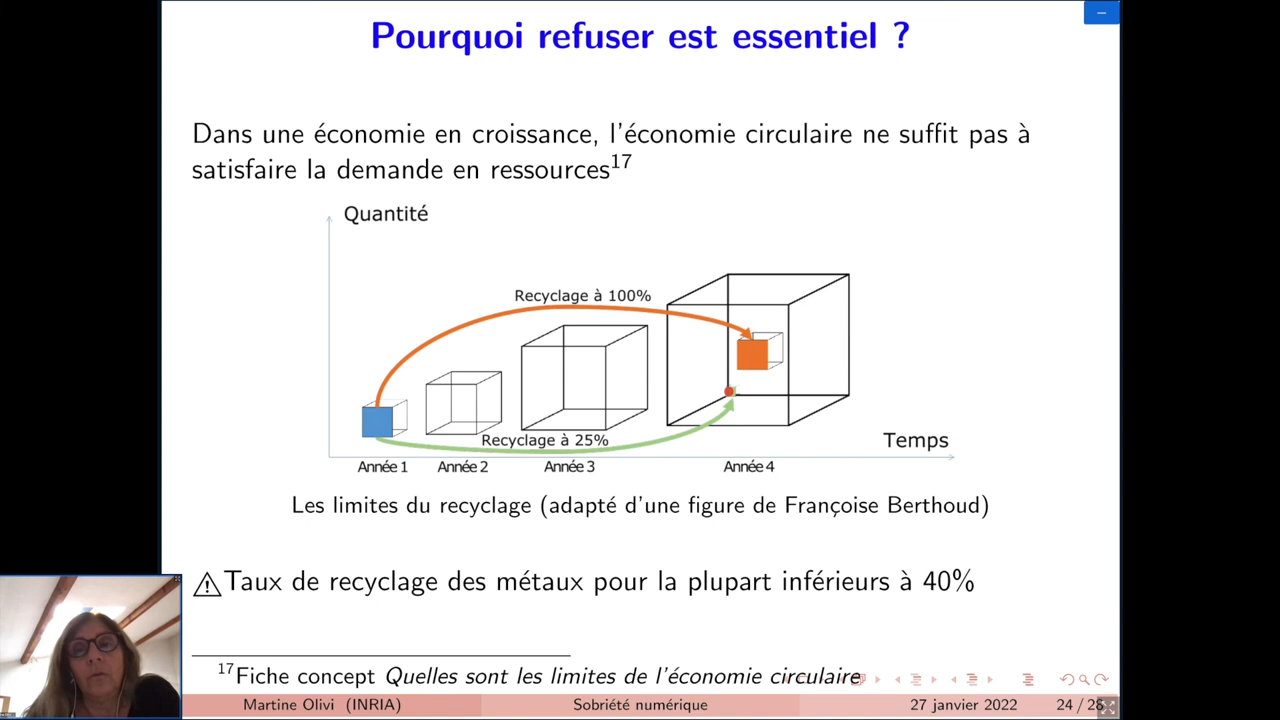 Pourquoi refuser est essentiel ?
Dans une économie en croissance, l'économie circulaire ne suffit pas à
satisfaire la demande en ressources17
Quantité
Recyclage à 100%
Recyclage à 25%
Temps
Année 1
Année 2
Année 3
Année 4
Les limites du recyclage (adapté d'une figure de Françoise Berthoud)
Taux de recyclage des métaux pour la plupart inférieurs à 40%
17Fiche concept Quelles sont les limites de l'économie circulaire
Martine Olivi (INRIA)
Sobriété numérique
27 janvier 2022
24 / 28